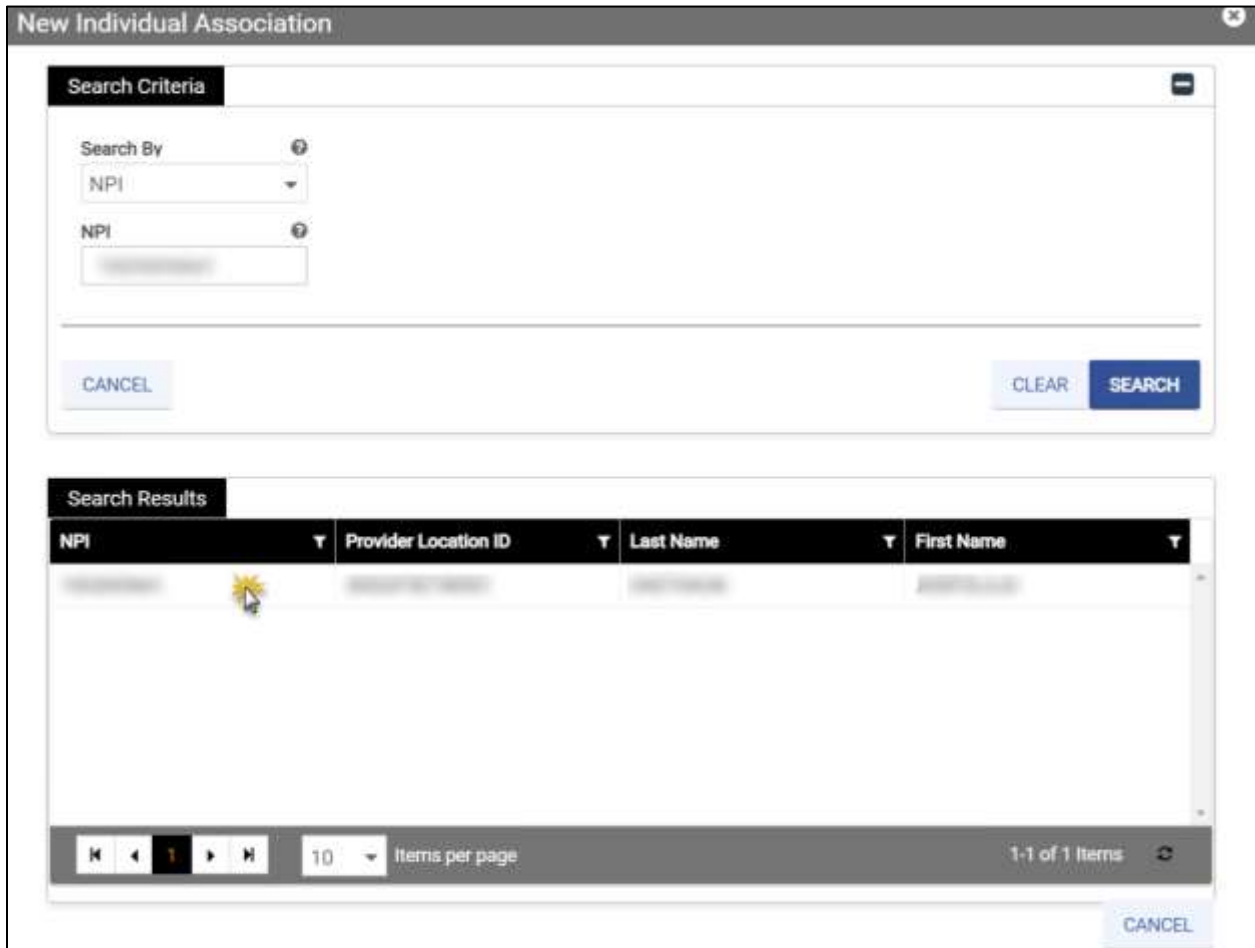 New Individual Association
Search Criteria
Search By
NPI
NPI
CANCEL
CLEAR
SEARCH
Search Results
NPI
Provider Location ID
Last Name
First Name
1
10
Items per page
1-1 of 1 Items
CANCEL